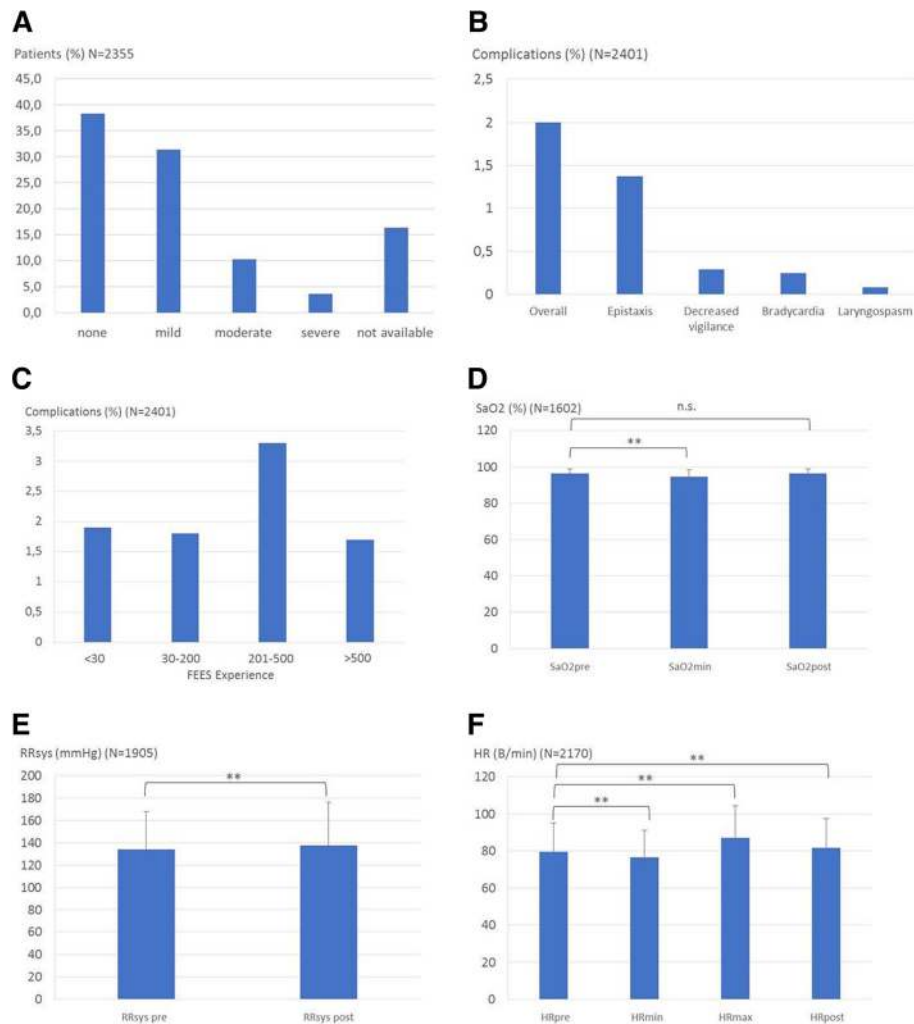 A
Patients (%) N=2355
45,0
40,0
35,0
30,0
25,0
20,0
15,0
10,0
5,0
0,0
none mild moderate severe not available
B
Complications (%) (N=2401)
2,5
2
1,5
1
0,5
0
Overall Epistaxis Decreased vigilance Bradycardia Laryngospasm
C
Complications (%) (N=2401)
3,5
3
2,5
2
1,5
1
0,5
0
<30 30-200 201-500 >500
FEES Experience
D
SaO2 (%) (N=1602)
n.s.
**
120
100
80
60
40
20
0
SaO2pre SaO2min SaO2post
E
RRsys (mmHg) (N=1905)
**
200
180
160
140
120
100
80
60
40
20
0
RRsys pre RRsys post
F
HR (B/min) (N=2170)
**
**
**
120
100
80
60
40
20
0
HRpre HRmin HRmax HRpost